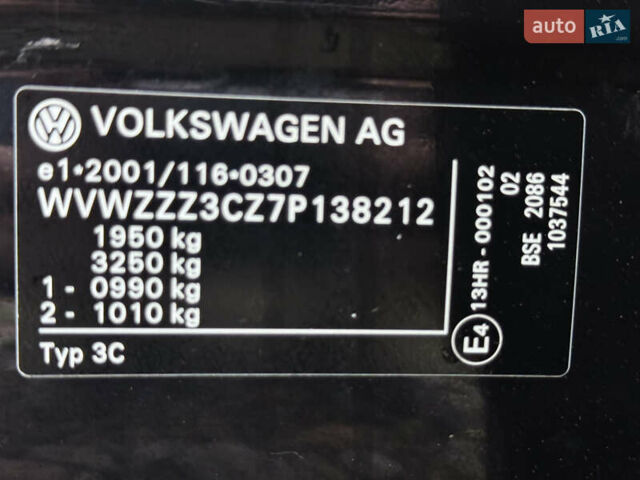 auto RIA.com
VOLKSWAGEN AG
e1*2001/116*0307
WVWZZZ3CZ7P138212
1950 kg
3250 kg
1 - 0990 kg
2 - 1010 kg
Typ 3C
E4 13HR - 000102
02
BSE 2086
1037544